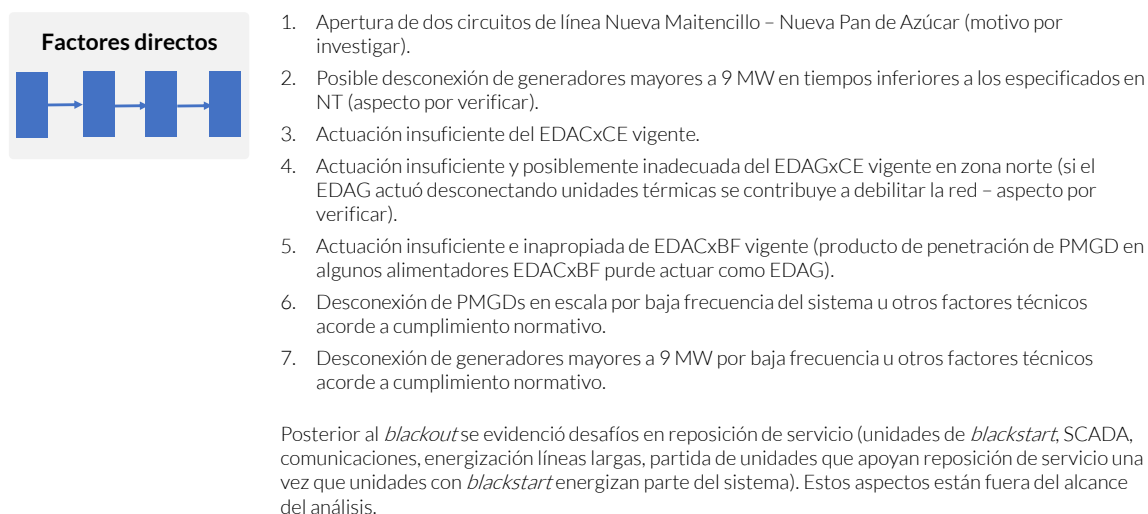 Factores directos
1. Apertura de dos circuitos de línea Nueva Maitencillo – Nueva Pan de Azúcar (motivo por
investigar).
2. Posible desconexión de generadores mayores a 9 MW en tiempos inferiores a los especificados en
NT (aspecto por verificar).
3. Actuación insuficiente del EDACxCE vigente.
4. Actuación insuficiente y posiblemente inadecuada del EDAGxCE vigente en zona norte (si el
EDAG actuó desconectando unidades térmicas se contribuye a debilitar la red – aspecto por
verificar).
5. Actuación insuficiente e inapropiada de EDACxBF vigente (producto de penetración de PMGD en
algunos alimentadores EDACxBF purde actuar como EDAG).
6. Desconexión de PMGDs en escala por baja frecuencia del sistema u otros factores técnicos
acorde a cumplimiento normativo.
7. Desconexión de generadores mayores a 9 MW por baja frecuencia u otros factores técnicos
acorde a cumplimiento normativo.
Posterior al blackout se evidenció desafíos en reposición de servicio (unidades de blackstart, SCADA,
comunicaciones, energización líneas largas, partida de unidades que apoyan reposición de servicio una
vez que unidades con blackstart energizan parte del sistema). Estos aspectos están fuera del alcance
del análisis.